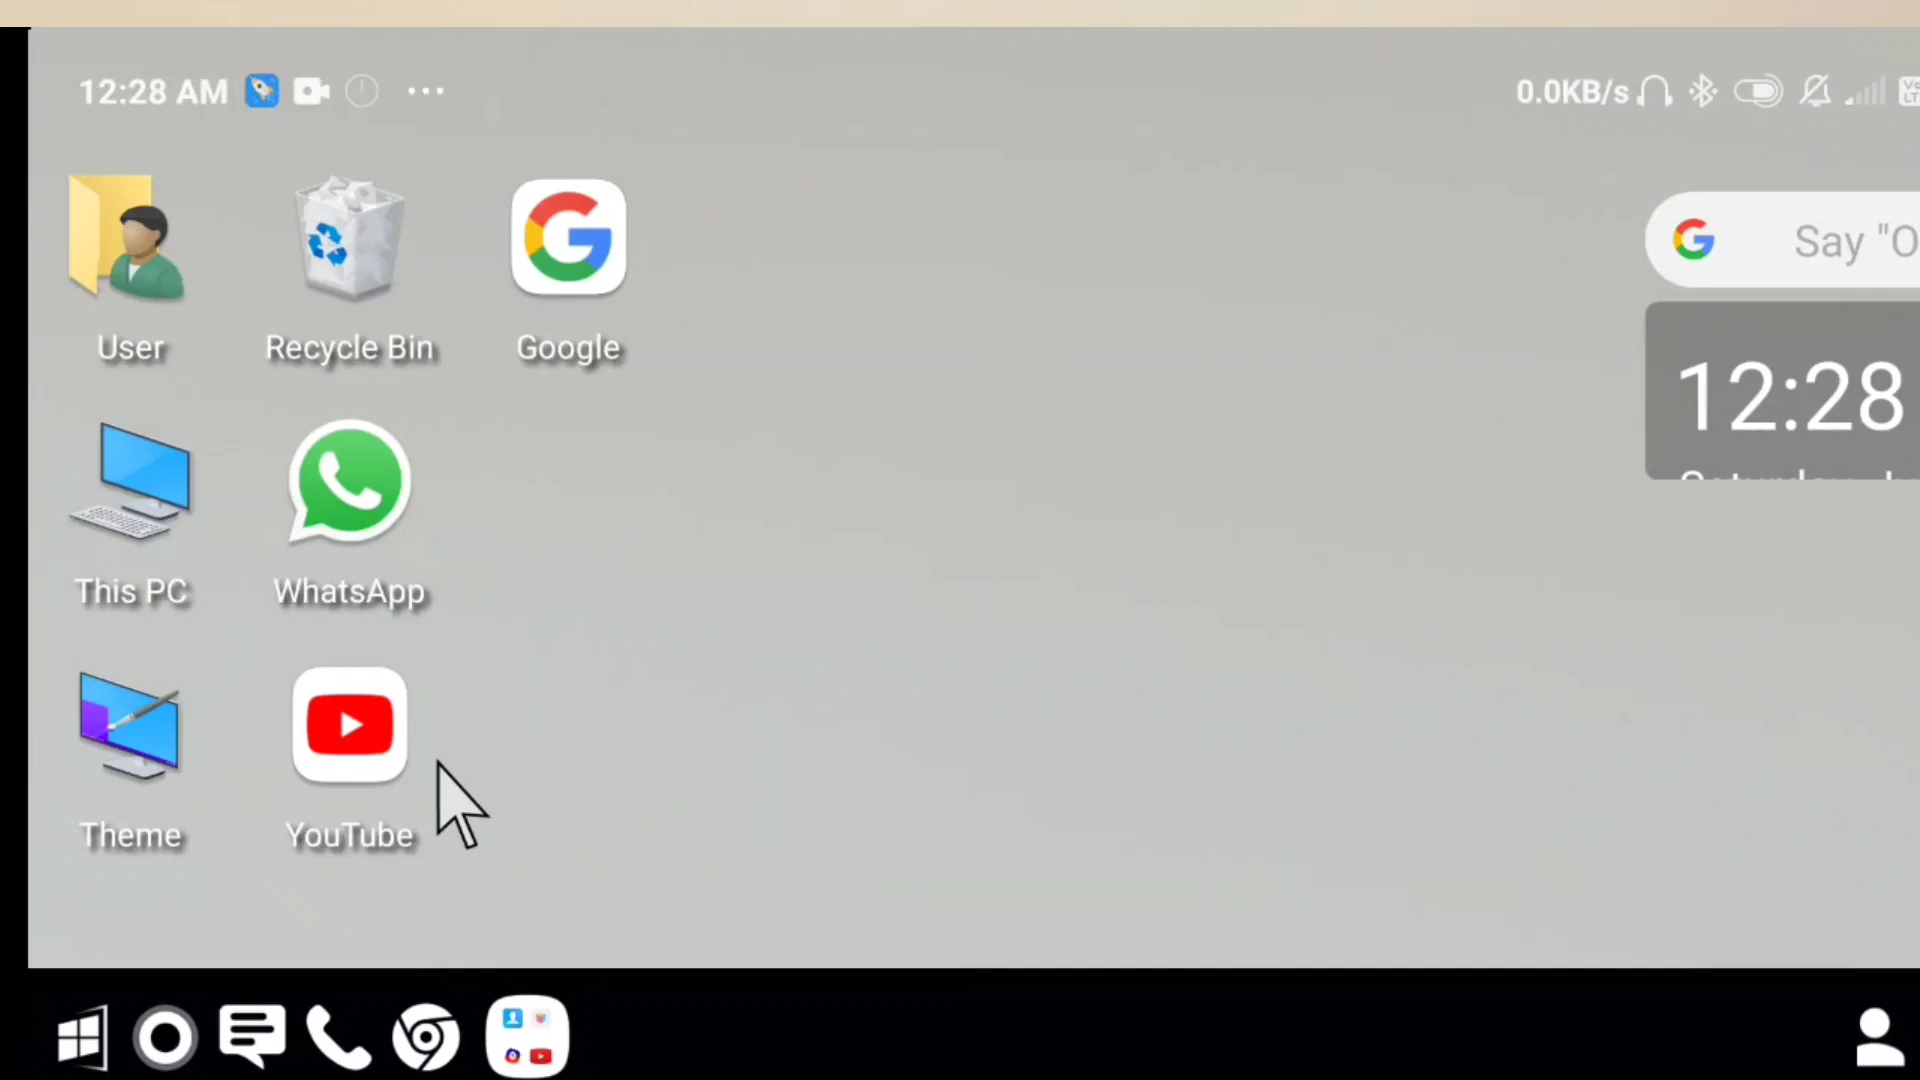 12:28 AM
0.0KB/s
User
Recycle Bin
Google
Say "O
12:28
This PC
WhatsApp
Theme
YouTube